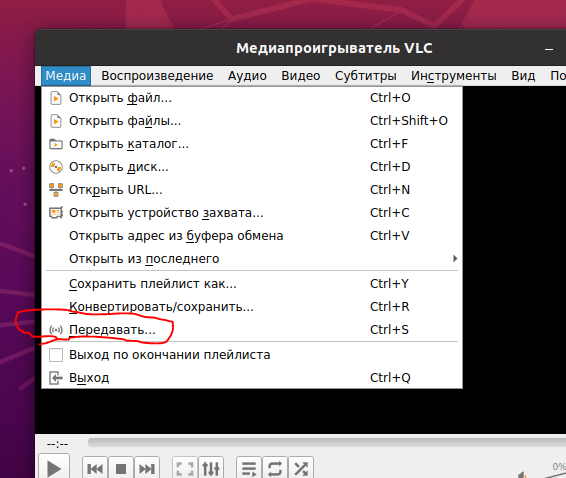 Медиапроигрыватель VLC
Медиа Воспроизведение Аудио Видео Субтитры Инструменты Вид
Открыть файл... Ctrl+O
Открыть файлы... Ctrl+Shift+O
Открыть каталог... Ctrl+F
Открыть диск... Ctrl+D
Открыть URL... Ctrl+N
Открыть устройство захвата... Ctrl+C
Открыть адрес из буфера обмена Ctrl+V
Открыть из последнего
Сохранить плейлист как... Ctrl+Y
Конвертировать/сохранить... Ctrl+R
Передавать... Ctrl+S
Выход по окончании плейлиста
Выход Ctrl+Q
--:--
0%